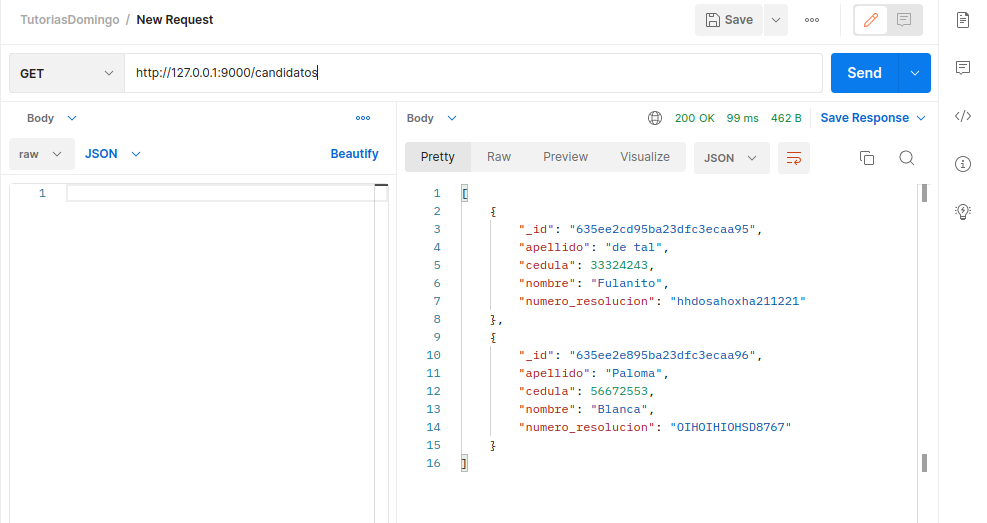 TutoriasDomingo / New Request
Save
GET
http://127.0.0.1:9000/candidatos
Send
Body
raw
JSON
Beautify
1
Body
200 OK 99 ms 462 B Save Response
Pretty Raw Preview Visualize JSON
1 [
2 {
3 "_id": "635ee2cd95ba23dfc3ecaa95",
4 "apellido": "de tal",
5 "cedula": 33324243,
6 "nombre": "Fulanito",
7 "numero_resolucion": "hhdosahoxha211221"
8 },
9 {
10 "_id": "635ee2e895ba23dfc3ecaa96",
11 "apellido": "Paloma",
12 "cedula": 56672553,
13 "nombre": "Blanca",
14 "numero_resolucion": "OIHOIHIOHSD8767"
15 }
16 ]